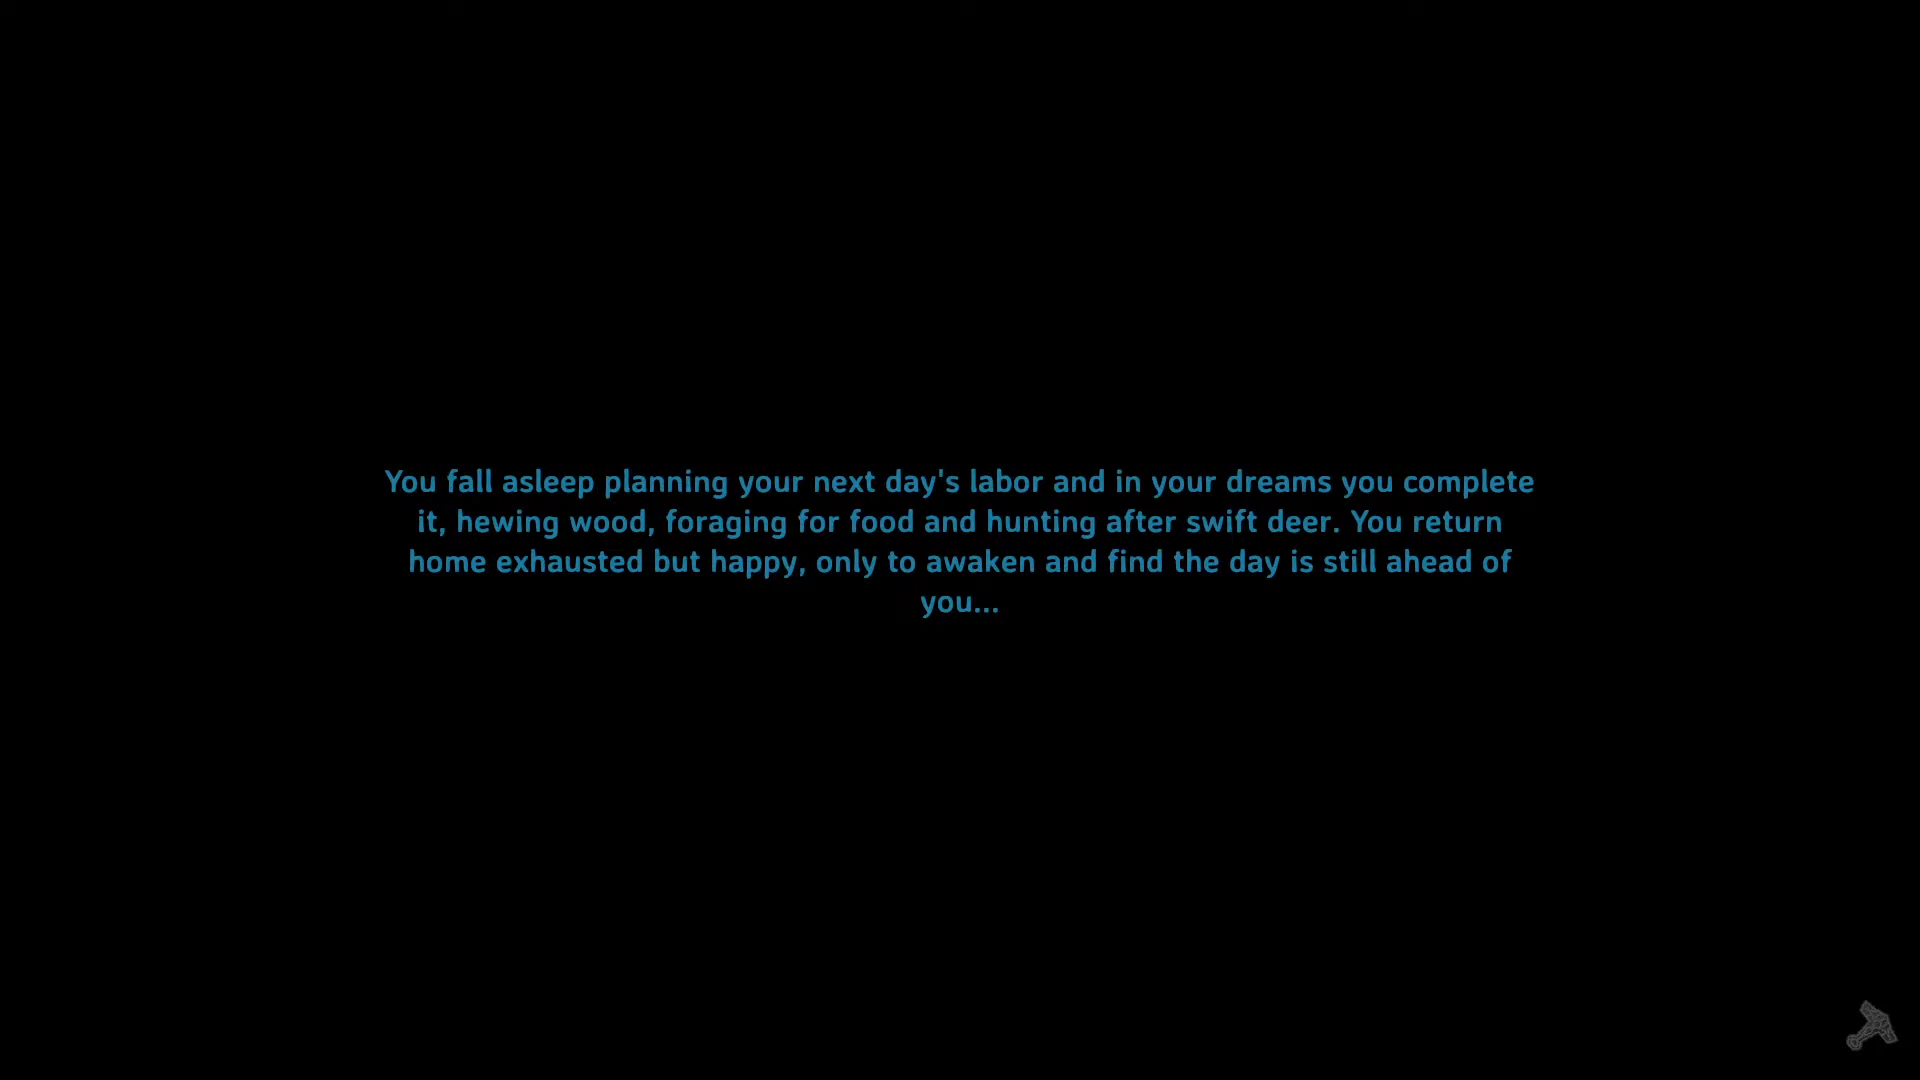 You fall asleep planning your next day's labor and in your dreams you complete
it, hewing wood, foraging for food and hunting after swift deer. You return
home exhausted but happy, only to awaken and find the day is still ahead of
you...